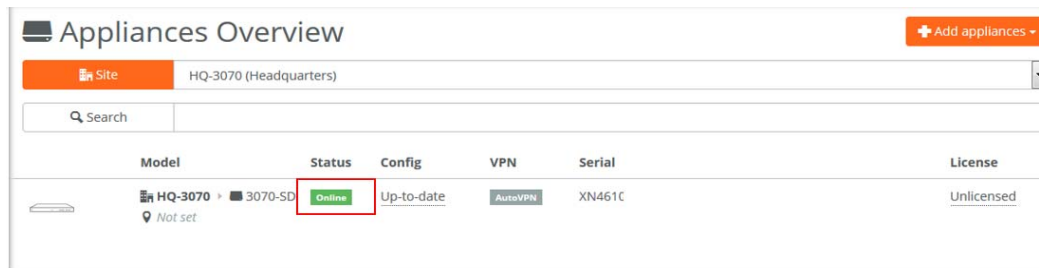 Appliances Overview
Add appliances
Site HQ-3070 (Headquarters)
Search
Model Status Config VPN Serial License
HQ-3070 3070-SD Online Up-to-date AutoVPN XN4610 Unlicensed
Not set